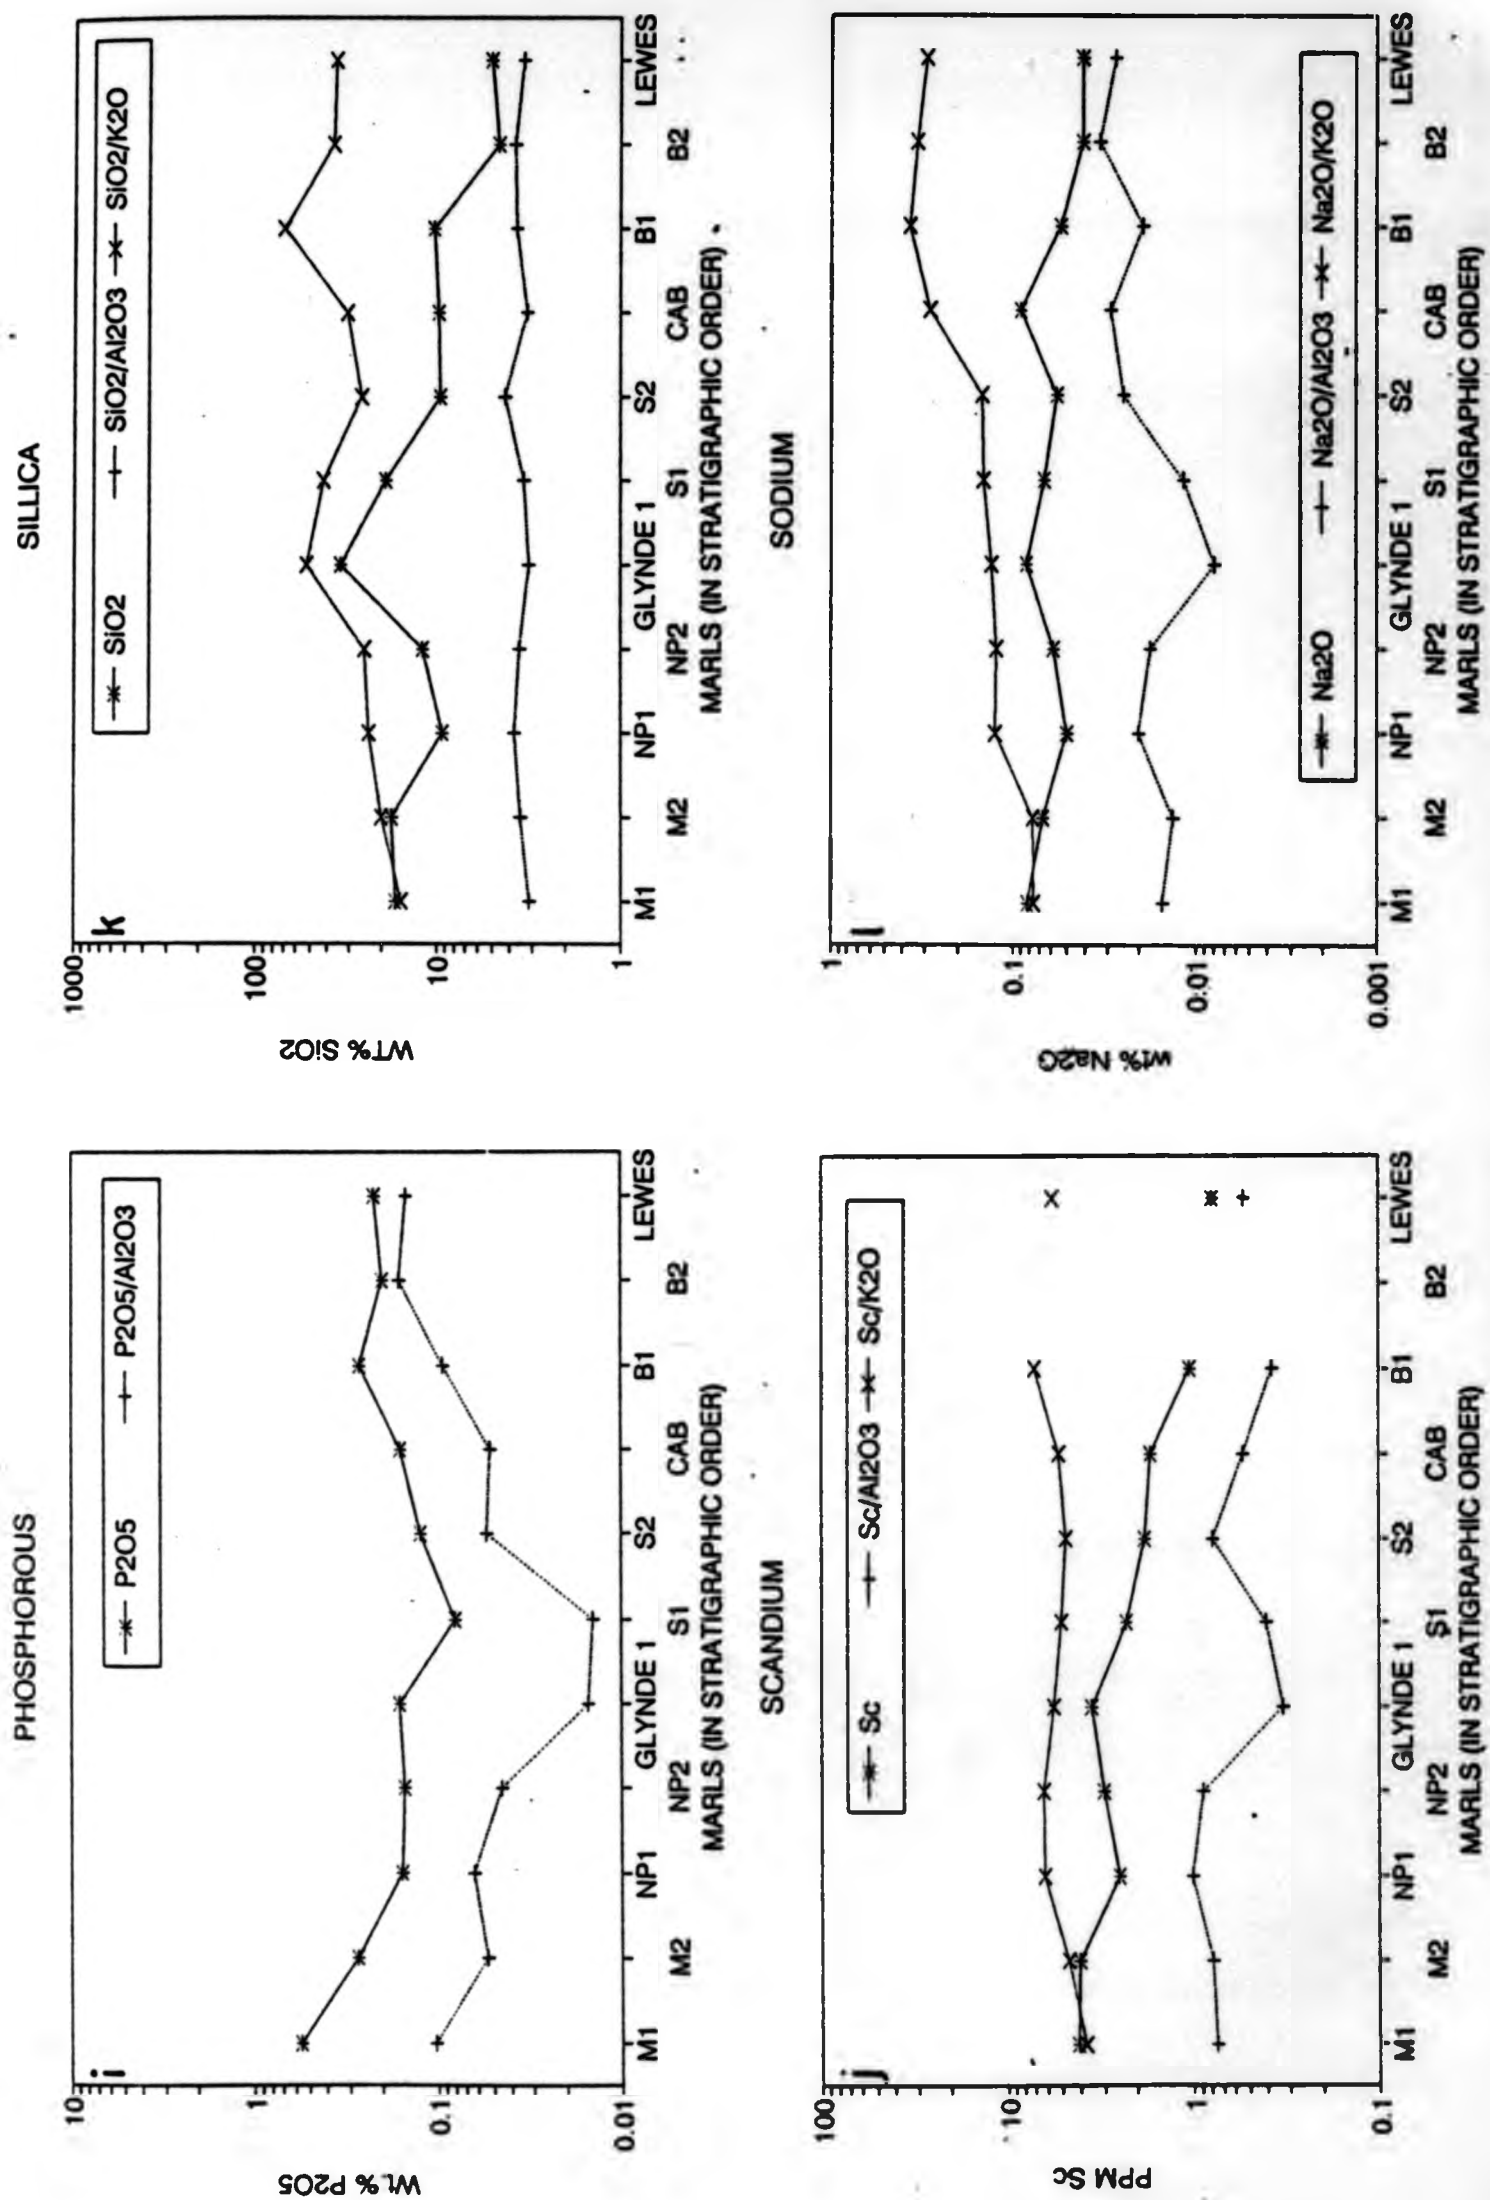 PHOSPHOROUS
i
P2O5 P2O5/Al2O3
10
1
0.1
0.01
Wt.% P2O5
M1 M2 NP1 NP2 GLYNDE 1 S1 S2 CAB B1 B2 LEWES
MARLS (IN STRATIGRAPHIC ORDER)
SILLICA
k
SiO2 SiO2/Al2O3 SiO2/K2O
1000
100
10
1
WT% SiO2
M1 M2 NP1 NP2 GLYNDE 1 S1 S2 CAB B1 B2 LEWES
MARLS (IN STRATIGRAPHIC ORDER)
SCANDIUM
j
Sc Sc/Al2O3 Sc/K2O
100
10
1
0.1
PPM Sc
M1 M2 NP1 NP2 GLYNDE 1 S1 S2 CAB B1 B2 LEWES
MARLS (IN STRATIGRAPHIC ORDER)
SODIUM
l
Na2O Na2O/Al2O3 Na2O/K2O
1
0.1
0.01
0.001
wt% Na2O
M1 M2 NP1 NP2 GLYNDE 1 S1 S2 CAB B1 B2 LEWES
MARLS (IN STRATIGRAPHIC ORDER)